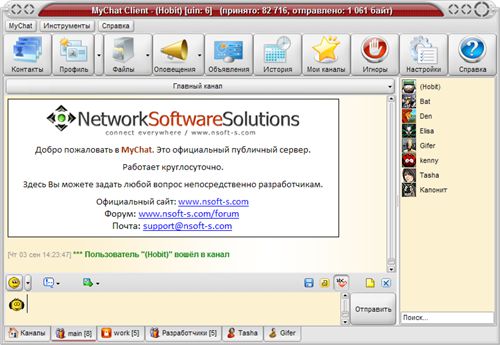 MyChat Client - (Hobit) [uin: 6] (принято: 82 716, отправлено: 1 061 байт)
MyChat Инструменты Справка
Контакты Профиль Файлы Оповещения Объявления История Мои каналы Игноры Настройки Справка
Главный канал
NetworkSoftwareSolutions
connect everywhere / www.nsoft-s.com
Добро пожаловать в MyChat. Это официальный публичный сервер.
Работает круглосуточно.
Здесь Вы можете задать любой вопрос непосредственно разработчикам.
Официальный сайт: www.nsoft-s.com
Форум: www.nsoft-s.com/forum
Почта: support@nsoft-s.com
[Чт 03 сен 14:23:47] *** Пользователь "(Hobit)" вошёл в канал
(Hobit)
Bat
Den
Elisa
Gifer
kenny
Tasha
Капонит
Отправить
Поиск...
Каналы main [8] work [5] Разработчики [5] Tasha Gifer